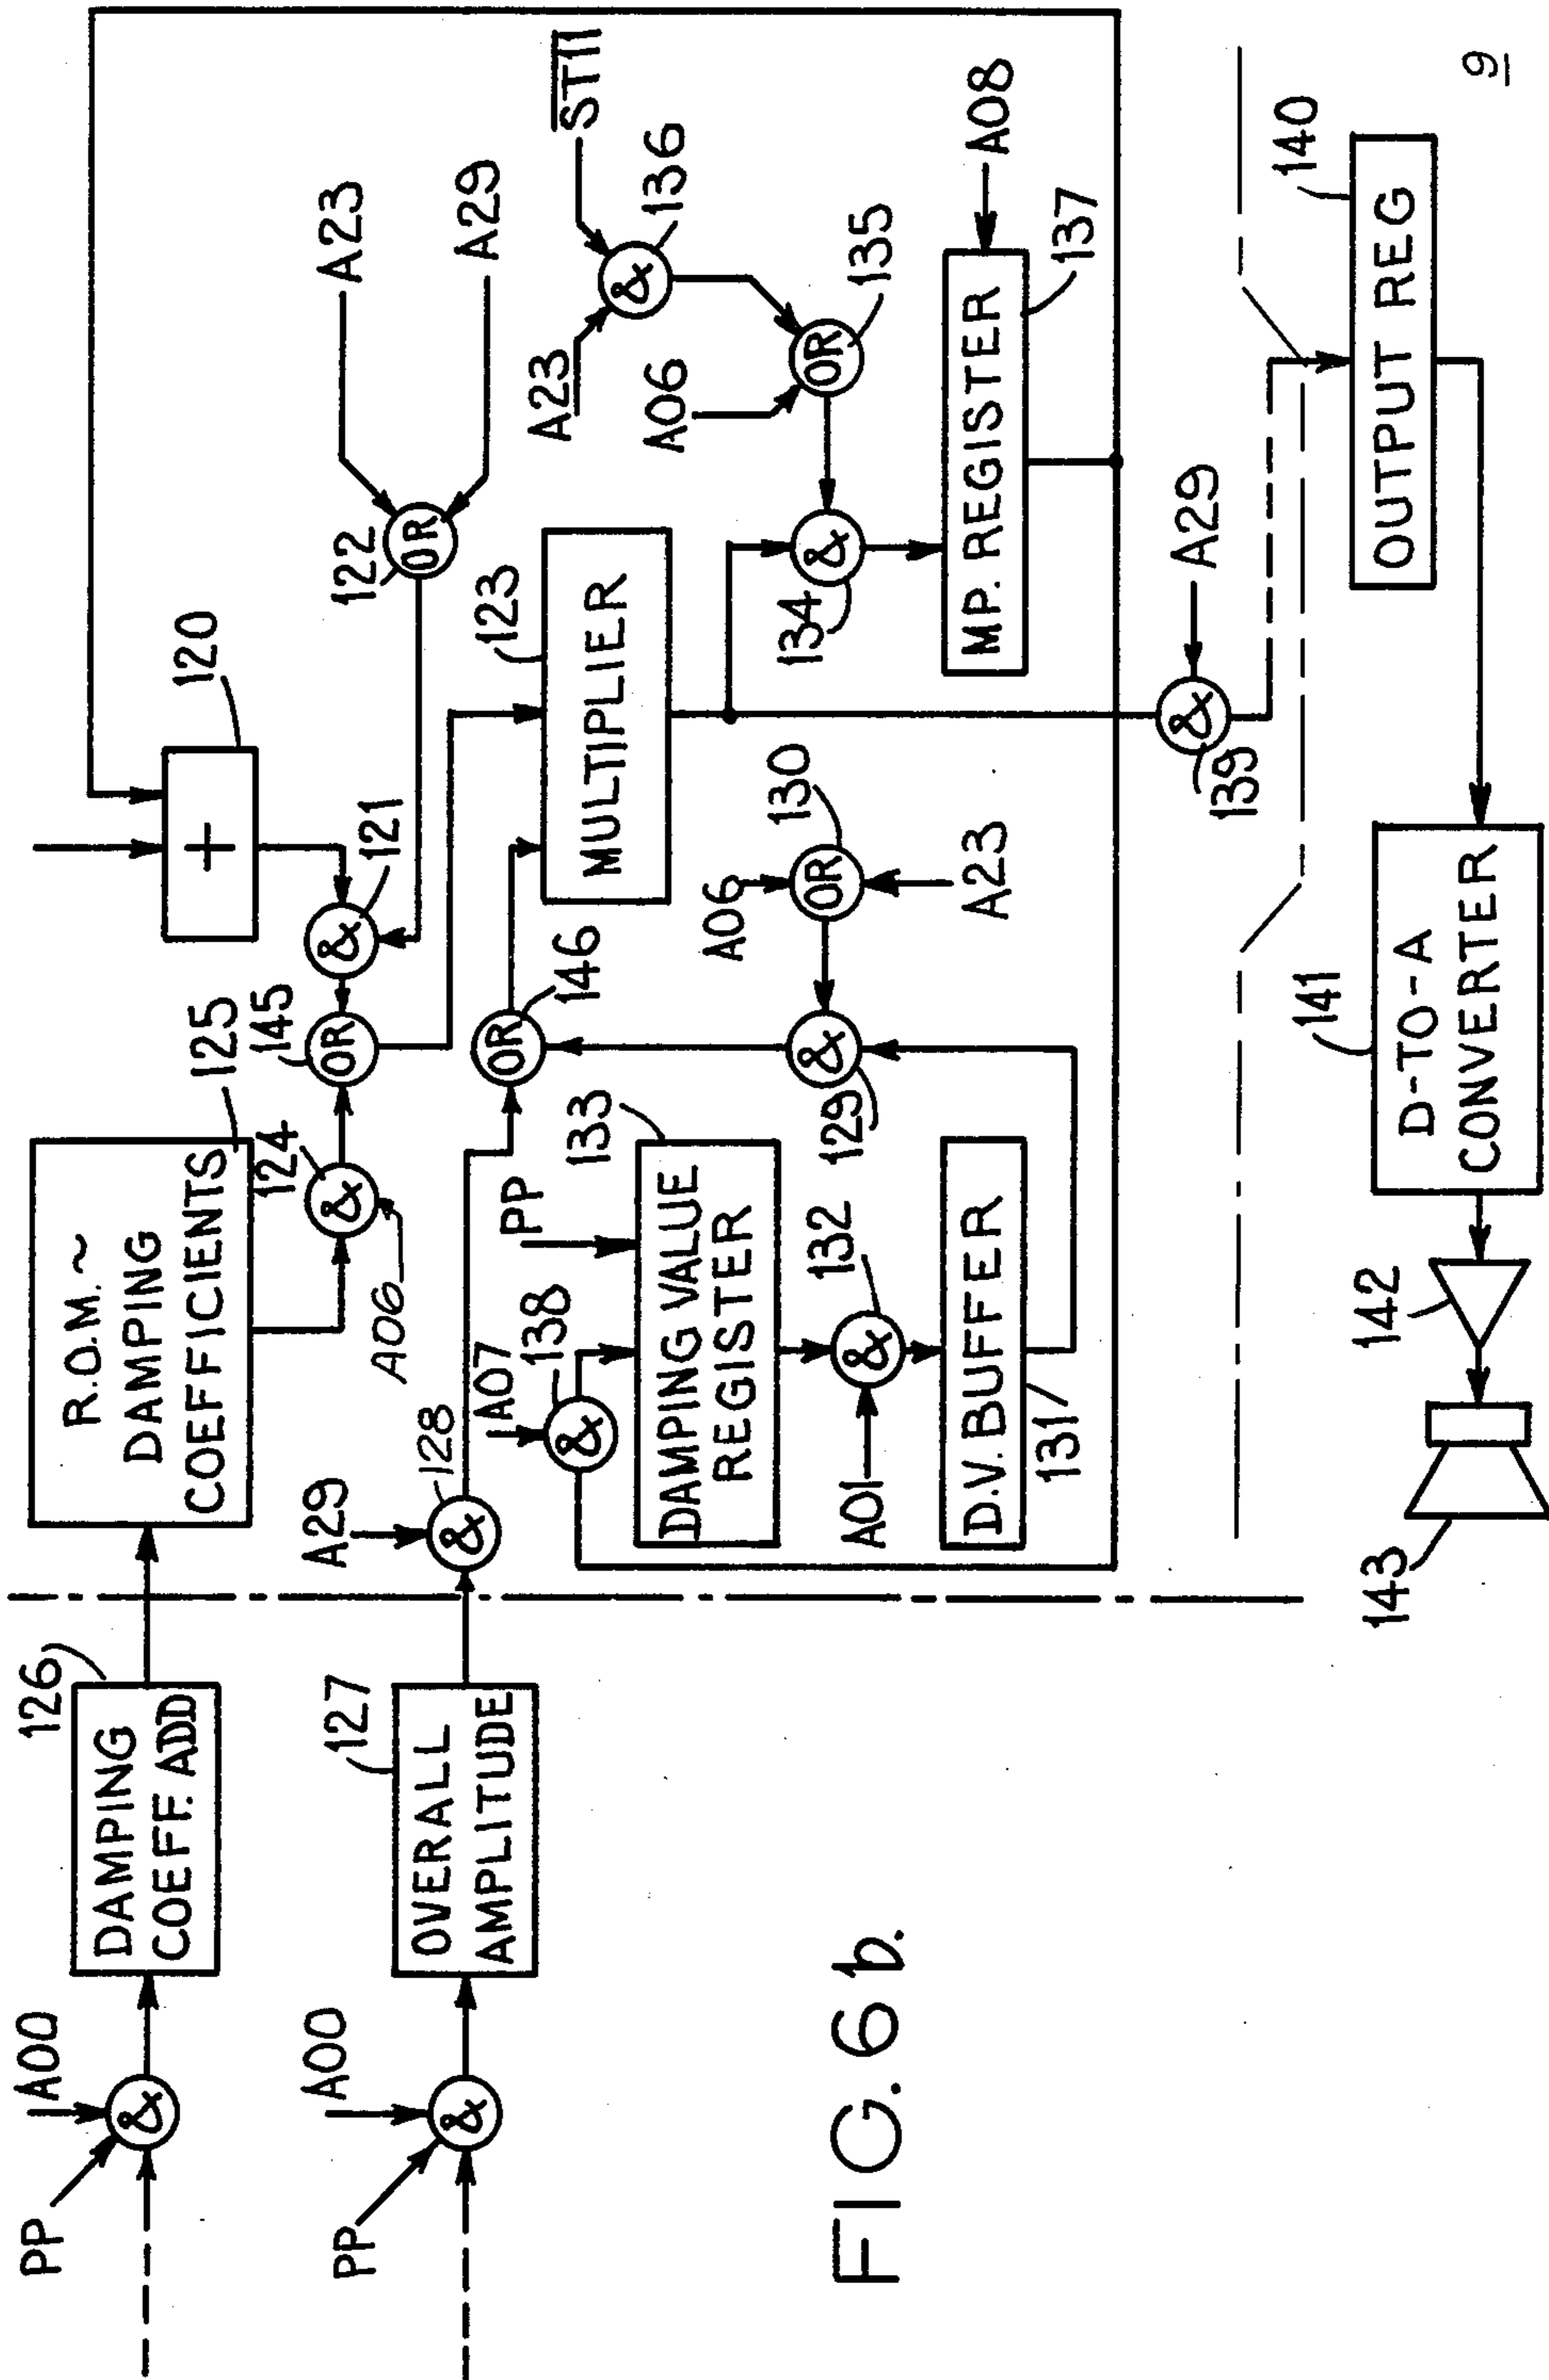 PP
A00
&
126
DAMPING
COEFF. ADD
R.O.M. ~
DAMPING
COEFFICIENTS
125
124
&
A06
145
OR
&
121
+
120
122
OR
A23
A29
PP
A00
&
127
OVERALL
AMPLITUDE
A29
&
128
OR
146
MULTIPLIER
123
A23
&
136
ST11
A06
OR
135
A07
&
138
PP
133
DAMPING VALUE
REGISTER
A01
&
132
D.V. BUFFER
131
&
129
A06
OR
130
A23
&
134
MP. REGISTER
137
A08
&
139
A29
140
OUTPUT REG
141
D-TO-A
CONVERTER
142
143
FIG. 6b.
9